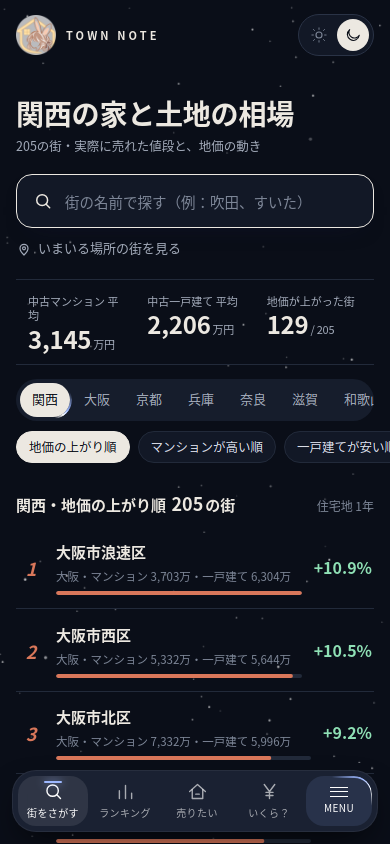 TOWN NOTE
関西の家と土地の相場
205の街・実際に売れた値段と、地価の動き
街の名前で探す（例：吹田、すいた）
いまいる場所の街を見る
中古マンション 平均
3,145万円
中古一戸建て 平均
2,206万円
地価が上がった街
129 / 205
関西 大阪 京都 兵庫 奈良 滋賀 和歌
地価の上がり順 マンションが高い順 一戸建てが安い
関西・地価の上がり順 205の街 住宅地 1年
1 大阪市浪速区 +10.9%
大阪・マンション 3,703万・一戸建て 6,304万
2 大阪市西区 +10.5%
大阪・マンション 5,332万・一戸建て 5,644万
3 大阪市北区 +9.2%
大阪・マンション 7,332万・一戸建て 5,996万
街をさがす ランキング 売りたい いくら？ MENU